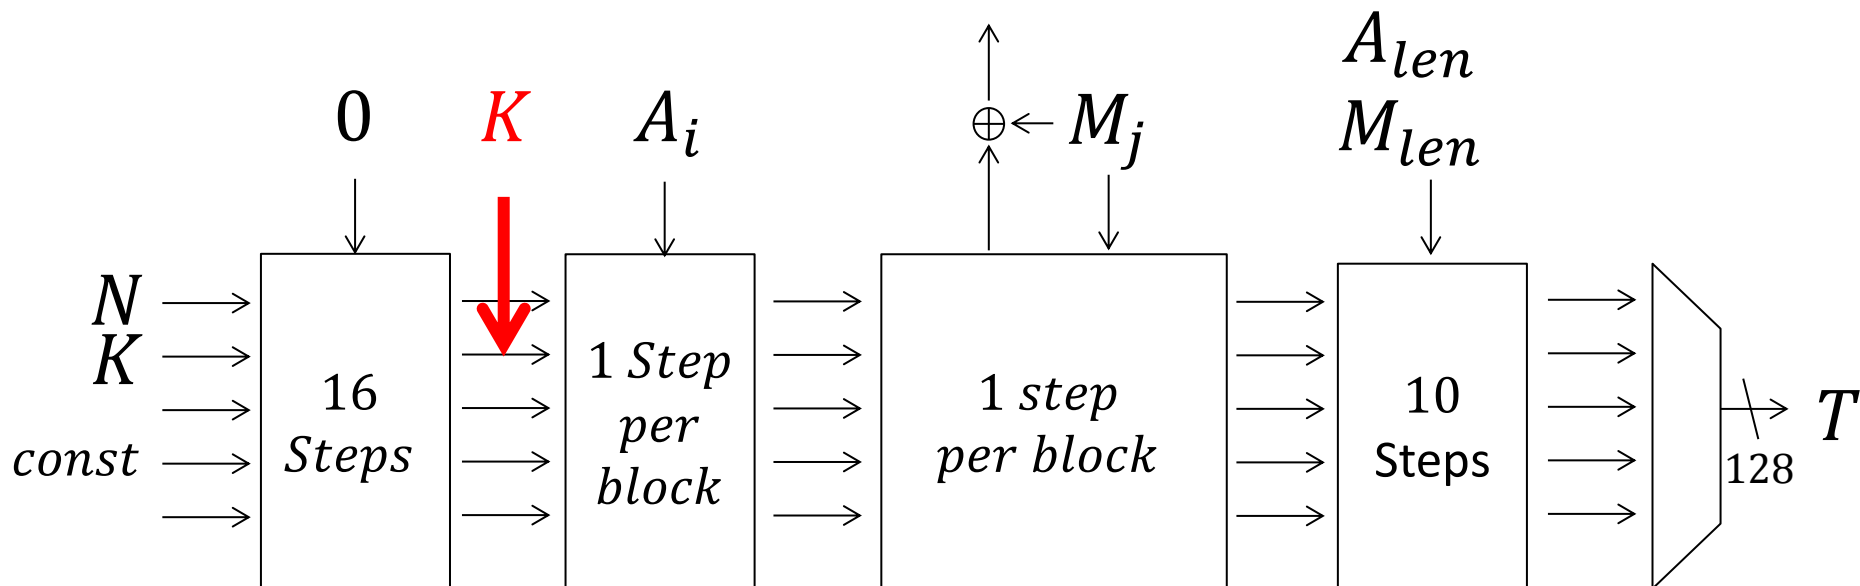 0
K
A_i
M_j
A_len
M_len
N
K
const
16
Steps
1 Step
per
block
1 step
per block
10
Steps
T
128